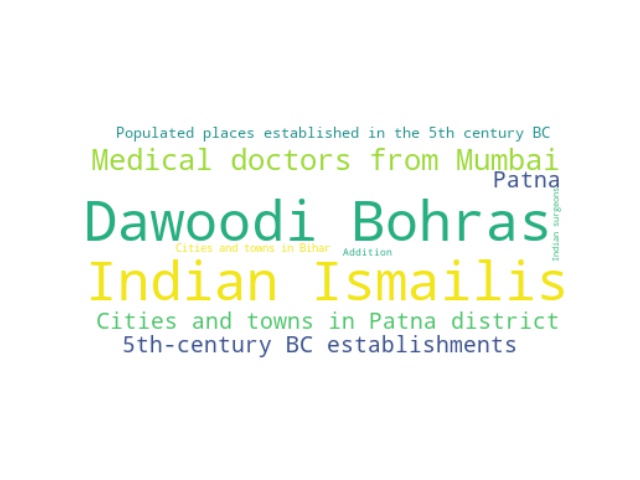 Populated places established in the 5th century BC
Medical doctors from Mumbai
Patna
Dawoodi Bohras
Indian surgeons
Cities and towns in Bihar
Addition
Indian Ismailis
Cities and towns in Patna district
5th-century BC establishments